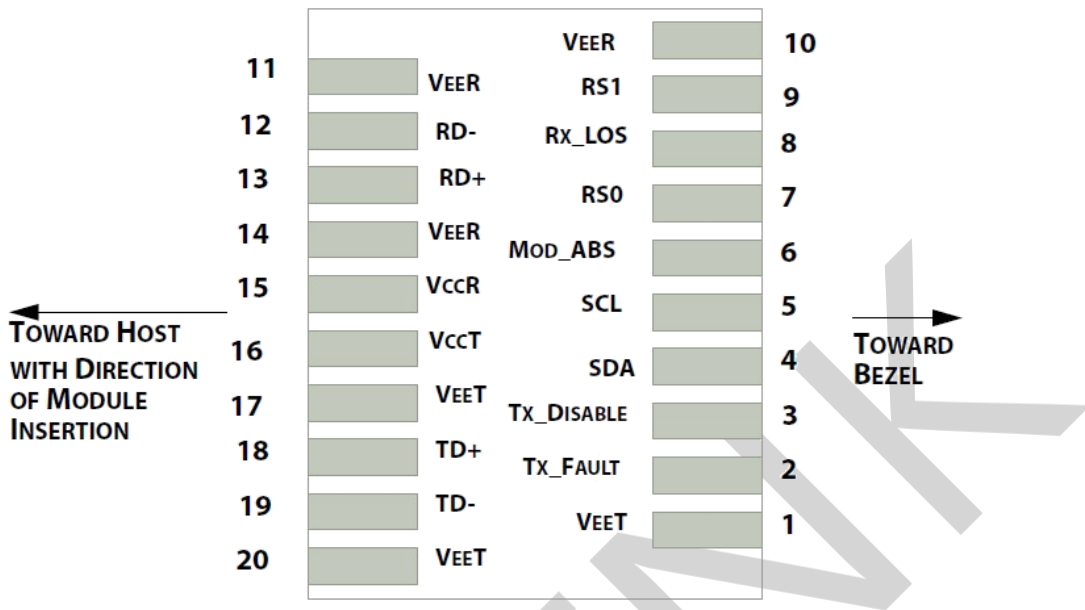 11 VEER
12 RD-
13 RD+
14 VEER
15 VCCR
16 VCCT
17 VEET
18 TD+
19 TD-
20 VEET
VEER 10
RS1 9
RX_LOS 8
RS0 7
MOD_ABS 6
SCL 5
SDA 4
TX_DISABLE 3
TX_FAULT 2
VEET 1
TOWARD HOST
WITH DIRECTION
OF MODULE
INSERTION
TOWARD
BEZEL